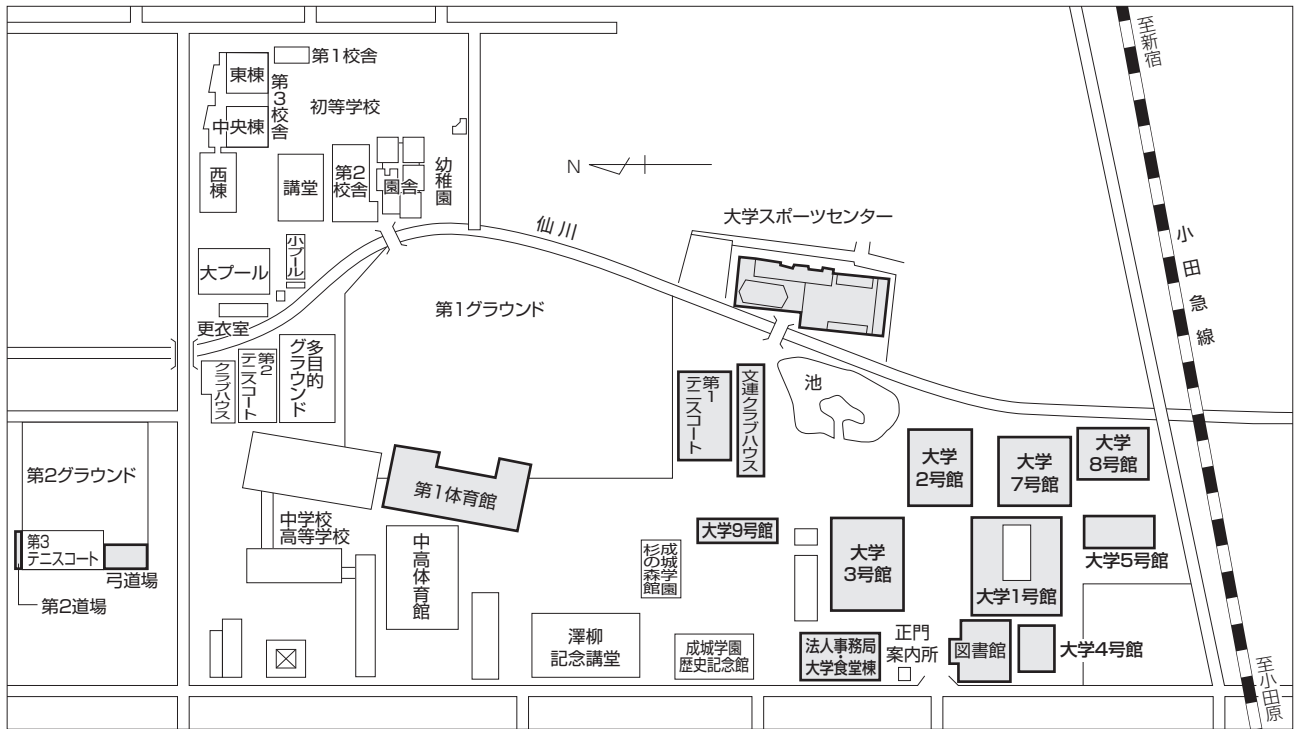 至新宿
第1校舎
東棟
第3校舎
初等学校
中央棟
西棟
講堂
第2
校舎
園舎
幼稚園
N
仙川
大学スポーツセンター
小田急線
大プール
小プール
更衣室
第1グラウンド
クラブハウス
第2
テニスコート
多目的
グラウンド
第1
テニスコート
文連クラブハウス
池
大学
2号館
大学
7号館
大学
8号館
第2グラウンド
第1体育館
中学校
高等学校
中高体育館
大学9号館
成城学園
杉の森館
大学
3号館
大学1号館
大学5号館
第3
テニスコート
弓道場
第2道場
澤柳
記念講堂
成城学園
歴史記念館
法人事務局
・
大学食堂棟
正門
案内所
図書館
大学4号館
至小田原